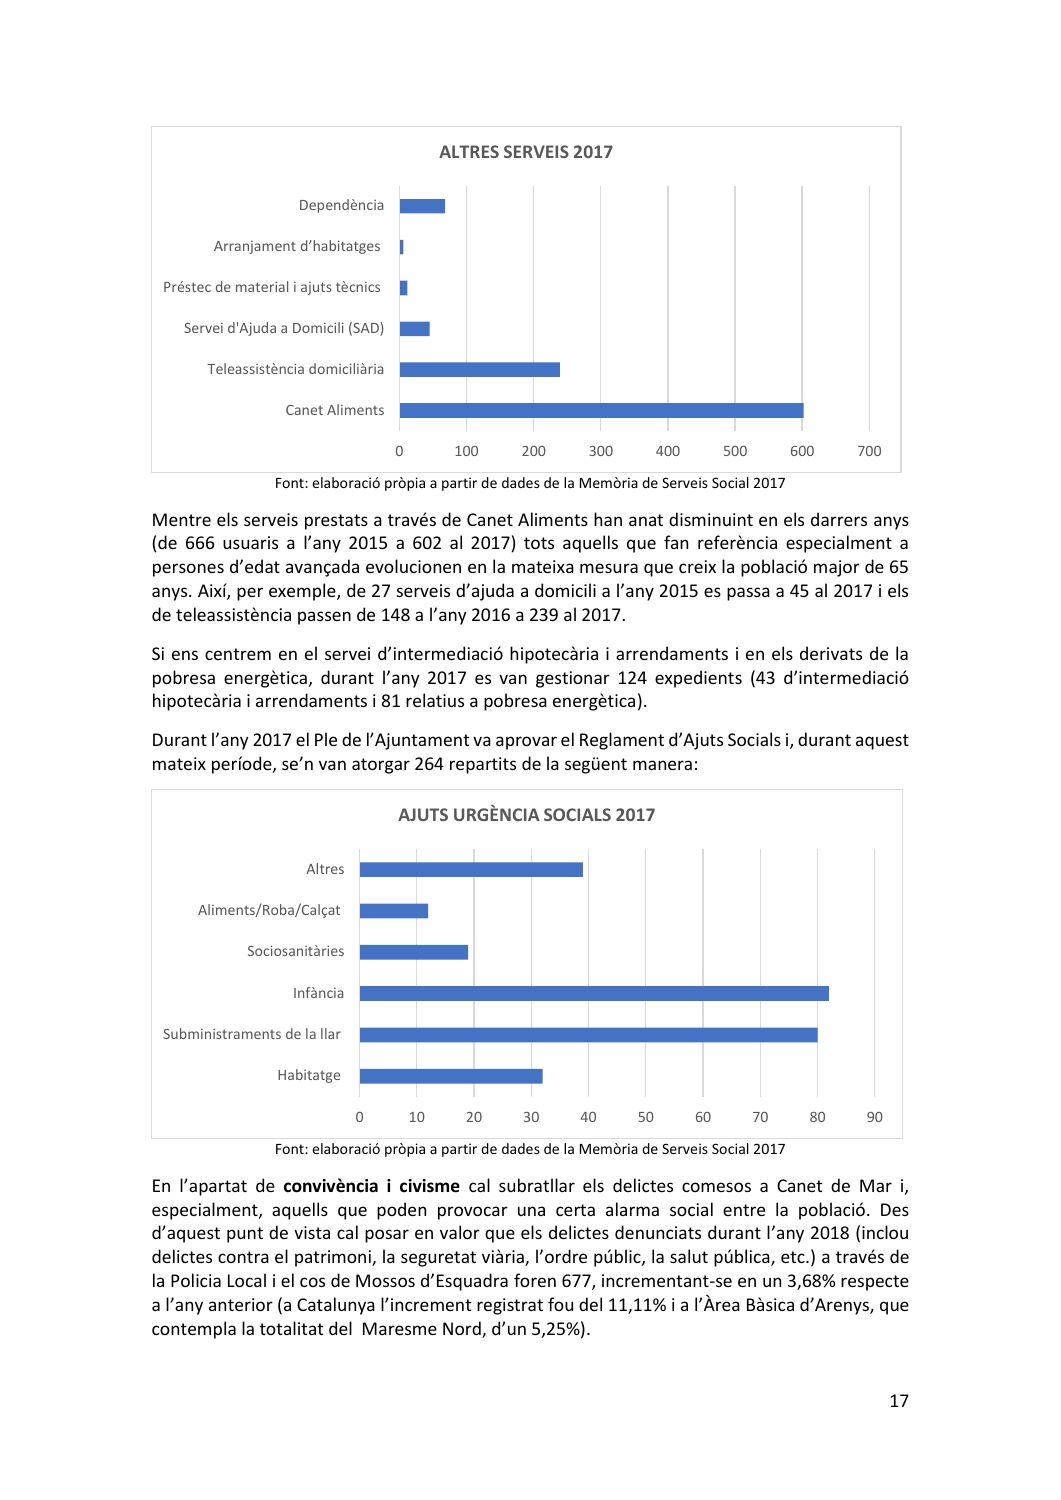 ALTRES SERVEIS 2017
Dependència
Arranjament d’habitatges
Préstec de material i ajuts tècnics
Servei d'Ajuda a Domicili (SAD)
Teleassistència domiciliària
Canet Aliments
0 100 200 300 400 500 600 700
Font: elaboració pròpia a partir de dades de la Memòria de Serveis Social 2017
Mentre els serveis prestats a través de Canet Aliments han anat disminuint en els darrers anys
(de 666 usuaris a l’any 2015 a 602 al 2017) tots aquells que fan referència especialment a
persones d’edat avançada evolucionen en la mateixa mesura que creix la població major de 65
anys. Així, per exemple, de 27 serveis d’ajuda a domicili a l’any 2015 es passa a 45 al 2017 i els
de teleassistència passen de 148 a l’any 2016 a 239 al 2017.
Si ens centrem en el servei d’intermediació hipotecària i arrendaments i en els derivats de la
pobresa energètica, durant l’any 2017 es van gestionar 124 expedients (43 d’intermediació
hipotecària i arrendaments i 81 relatius a pobresa energètica).
Durant l’any 2017 el Ple de l’Ajuntament va aprovar el Reglament d’Ajuts Socials i, durant aquest
mateix període, se’n van atorgar 264 repartits de la següent manera:
AJUTS URGÈNCIA SOCIALS 2017
Altres
Aliments/Roba/Calçat
Sociosanitàries
Infància
Subministraments de la llar
Habitatge
0 10 20 30 40 50 60 70 80 90
Font: elaboració pròpia a partir de dades de la Memòria de Serveis Social 2017
En l’apartat de convivència i civisme cal subratllar els delictes comesos a Canet de Mar i,
especialment, aquells que poden provocar una certa alarma social entre la població. Des
d’aquest punt de vista cal posar en valor que els delictes denunciats durant l’any 2018 (inclou
delictes contra el patrimoni, la seguretat viària, l’ordre públic, la salut pública, etc.) a través de
la Policia Local i el cos de Mossos d’Esquadra foren 677, incrementant-se en un 3,68% respecte
a l’any anterior (a Catalunya l’increment registrat fou del 11,11% i a l’Àrea Bàsica d’Arenys, que
contempla la totalitat del Maresme Nord, d’un 5,25%).
17